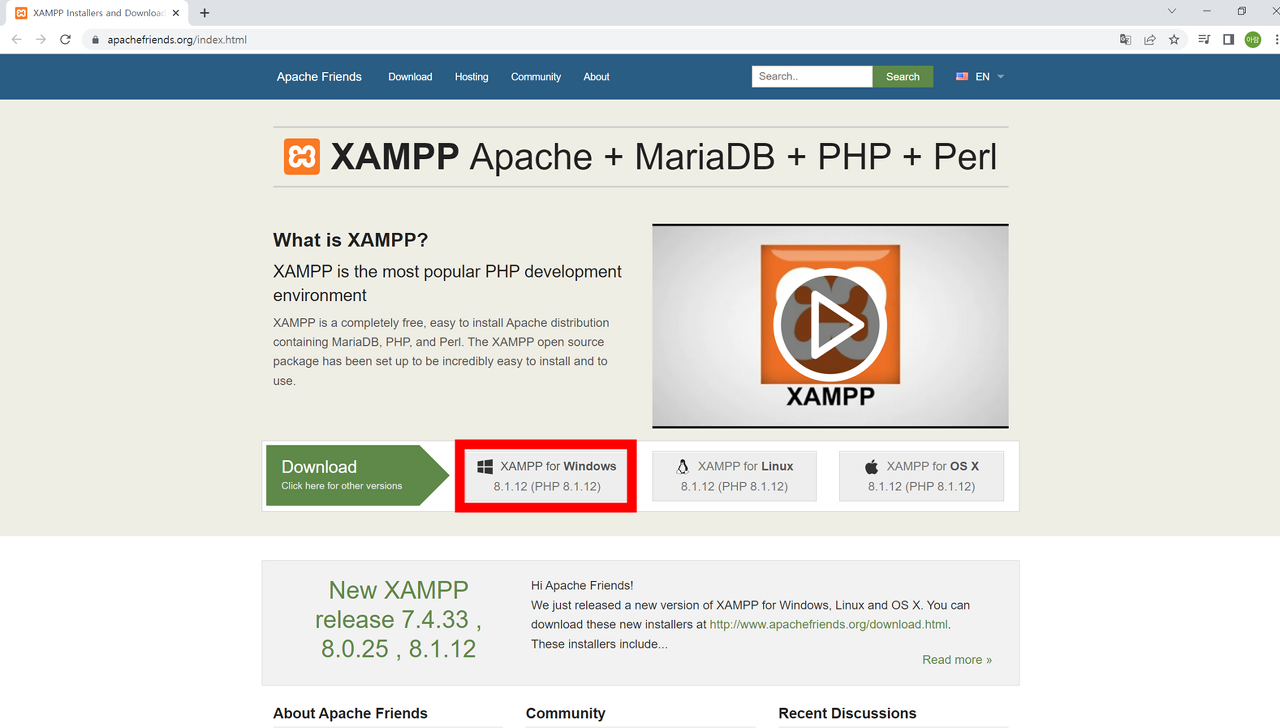 XAMPP Installers and Download
apachefriends.org/index.html
아람
Apache Friends
Download
Hosting
Community
About
Search..
Search
EN
XAMPP Apache + MariaDB + PHP + Perl
What is XAMPP?
XAMPP is the most popular PHP development
environment
XAMPP is a completely free, easy to install Apache distribution
containing MariaDB, PHP, and Perl. The XAMPP open source
package has been set up to be incredibly easy to install and to
use.
XAMPP
Download
Click here for other versions
XAMPP for Windows
8.1.12 (PHP 8.1.12)
XAMPP for Linux
8.1.12 (PHP 8.1.12)
XAMPP for OS X
8.1.12 (PHP 8.1.12)
New XAMPP
release 7.4.33 ,
8.0.25 , 8.1.12
Hi Apache Friends!
We just released a new version of XAMPP for Windows, Linux and OS X. You can
download these new installers at http://www.apachefriends.org/download.html.
These installers include...
Read more »
About Apache Friends
Community
Recent Discussions